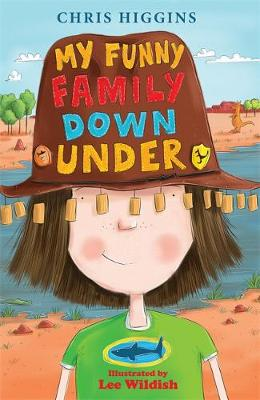 CHRIS HIGGINS
MY FUNNY
FAMILY
DOWN
UNDER
Illustrated by
Lee Wildish